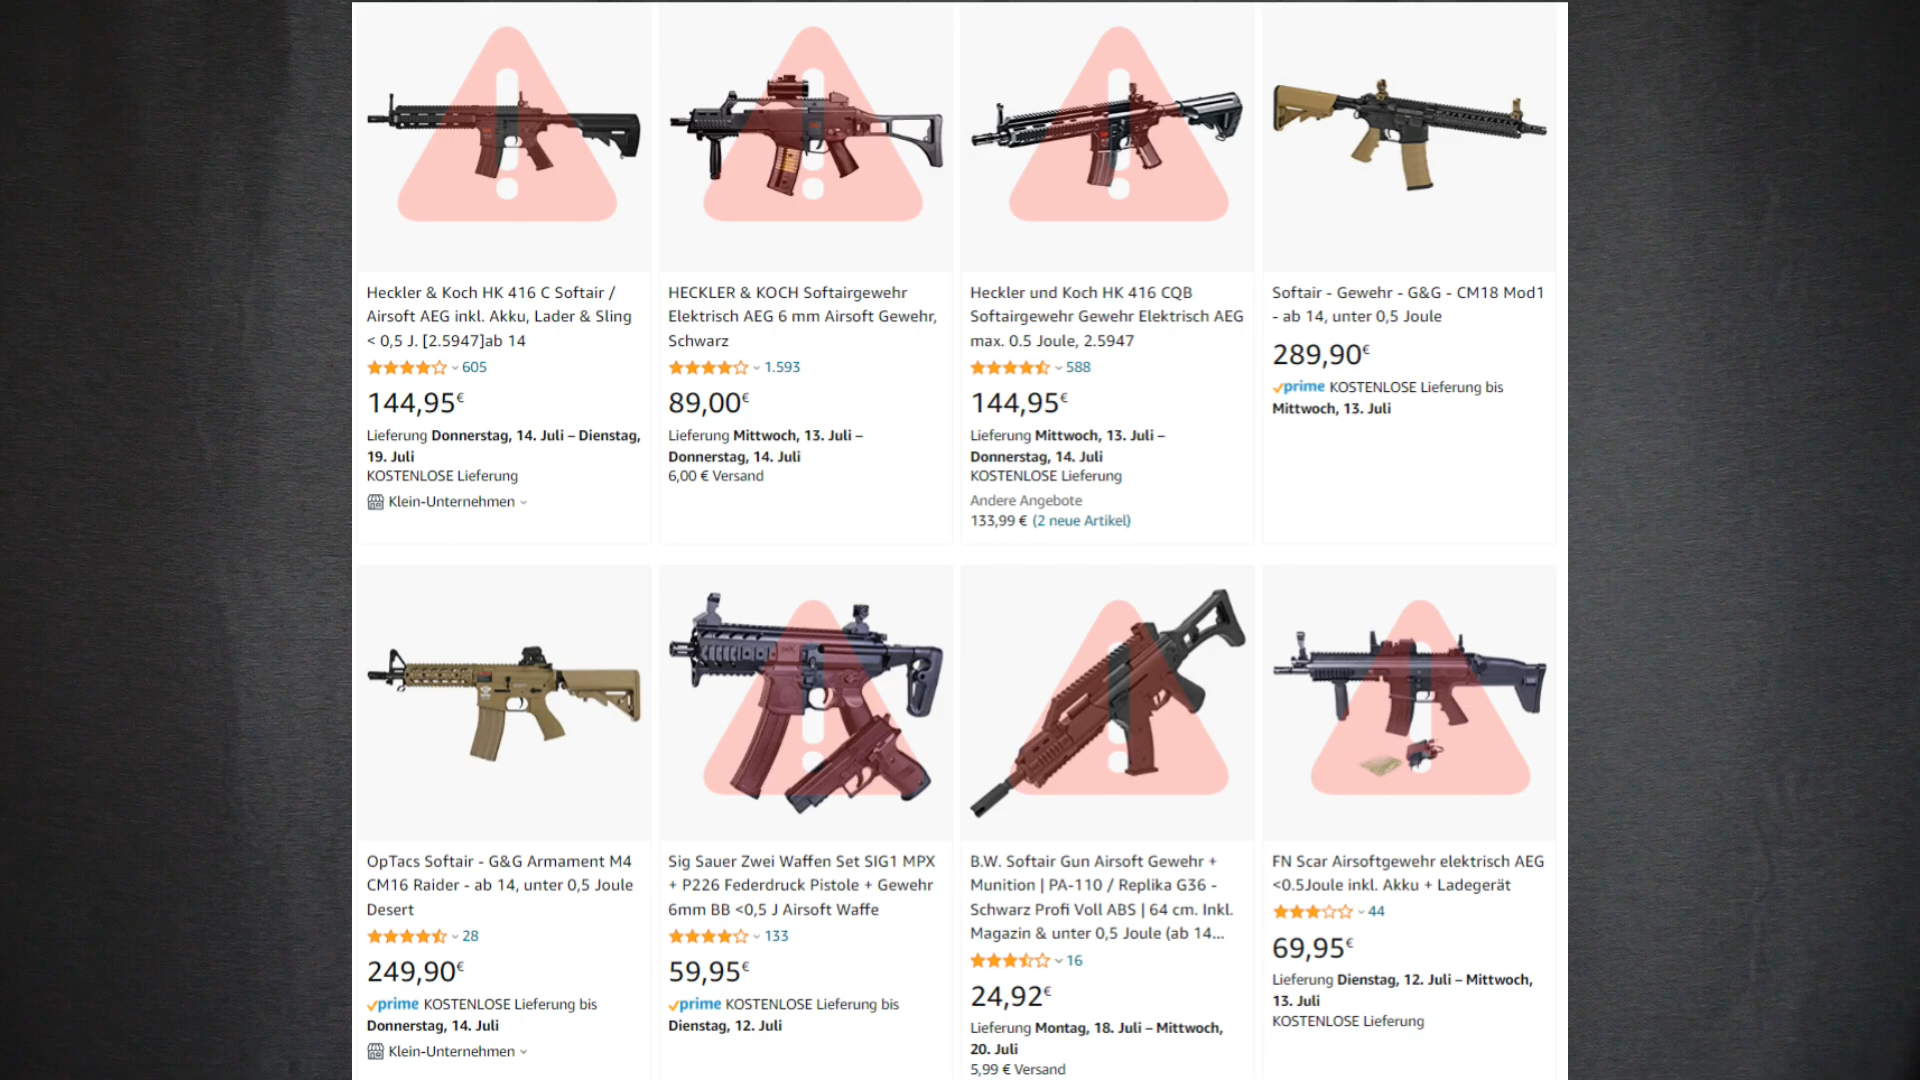 Heckler & Koch HK 416 C Softair /
Airsoft AEG inkl. Akku, Lader & Sling
< 0,5 J. [2.5947]ab 14
605
144,95€
Lieferung Donnerstag, 14. Juli – Dienstag,
19. Juli
KOSTENLOSE Lieferung
Klein-Unternehmen
HECKLER & KOCH Softairgewehr
Elektrisch AEG 6 mm Airsoft Gewehr,
Schwarz
1.593
89,00€
Lieferung Mittwoch, 13. Juli –
Donnerstag, 14. Juli
6,00 € Versand
Heckler und Koch HK 416 CQB
Softairgewehr Gewehr Elektrisch AEG
max. 0.5 Joule, 2.5947
588
144,95€
Lieferung Mittwoch, 13. Juli –
Donnerstag, 14. Juli
KOSTENLOSE Lieferung
Andere Angebote
133,99 € (2 neue Artikel)
Softair - Gewehr - G&G - CM18 Mod1
- ab 14, unter 0,5 Joule
289,90€
prime KOSTENLOSE Lieferung bis
Mittwoch, 13. Juli
OpTacs Softair - G&G Armament M4
CM16 Raider - ab 14, unter 0,5 Joule
Desert
28
249,90€
prime KOSTENLOSE Lieferung bis
Donnerstag, 14. Juli
Klein-Unternehmen
Sig Sauer Zwei Waffen Set SIG1 MPX
+ P226 Federdruck Pistole + Gewehr
6mm BB <0,5 J Airsoft Waffe
133
59,95€
prime KOSTENLOSE Lieferung bis
Dienstag, 12. Juli
B.W. Softair Gun Airsoft Gewehr +
Munition | PA-110 / Replika G36 -
Schwarz Profi Voll ABS | 64 cm. Inkl.
Magazin & unter 0,5 Joule (ab 14...
16
24,92€
Lieferung Montag, 18. Juli – Mittwoch,
20. Juli
5,99 € Versand
FN Scar Airsoftgewehr elektrisch AEG
<0.5Joule inkl. Akku + Ladegerät
44
69,95€
Lieferung Dienstag, 12. Juli – Mittwoch,
13. Juli
KOSTENLOSE Lieferung